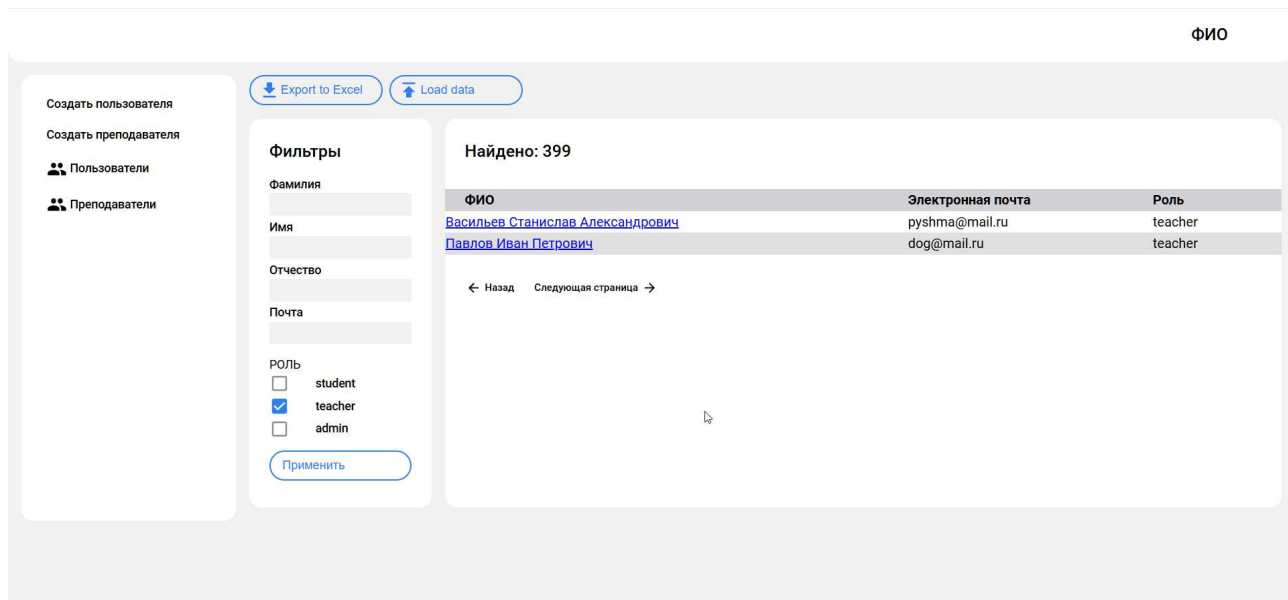 ФИО
Создать пользователя
Создать преподавателя
Пользователи
Преподаватели
Export to Excel
Load data
Фильтры
Фамилия
Имя
Отчество
Почта
РОЛЬ
student
teacher
admin
Применить
Найдено: 399
ФИО Электронная почта Роль
Васильев Станислав Александрович pyshma@mail.ru teacher
Павлов Иван Петрович dog@mail.ru teacher
Назад Следующая страница